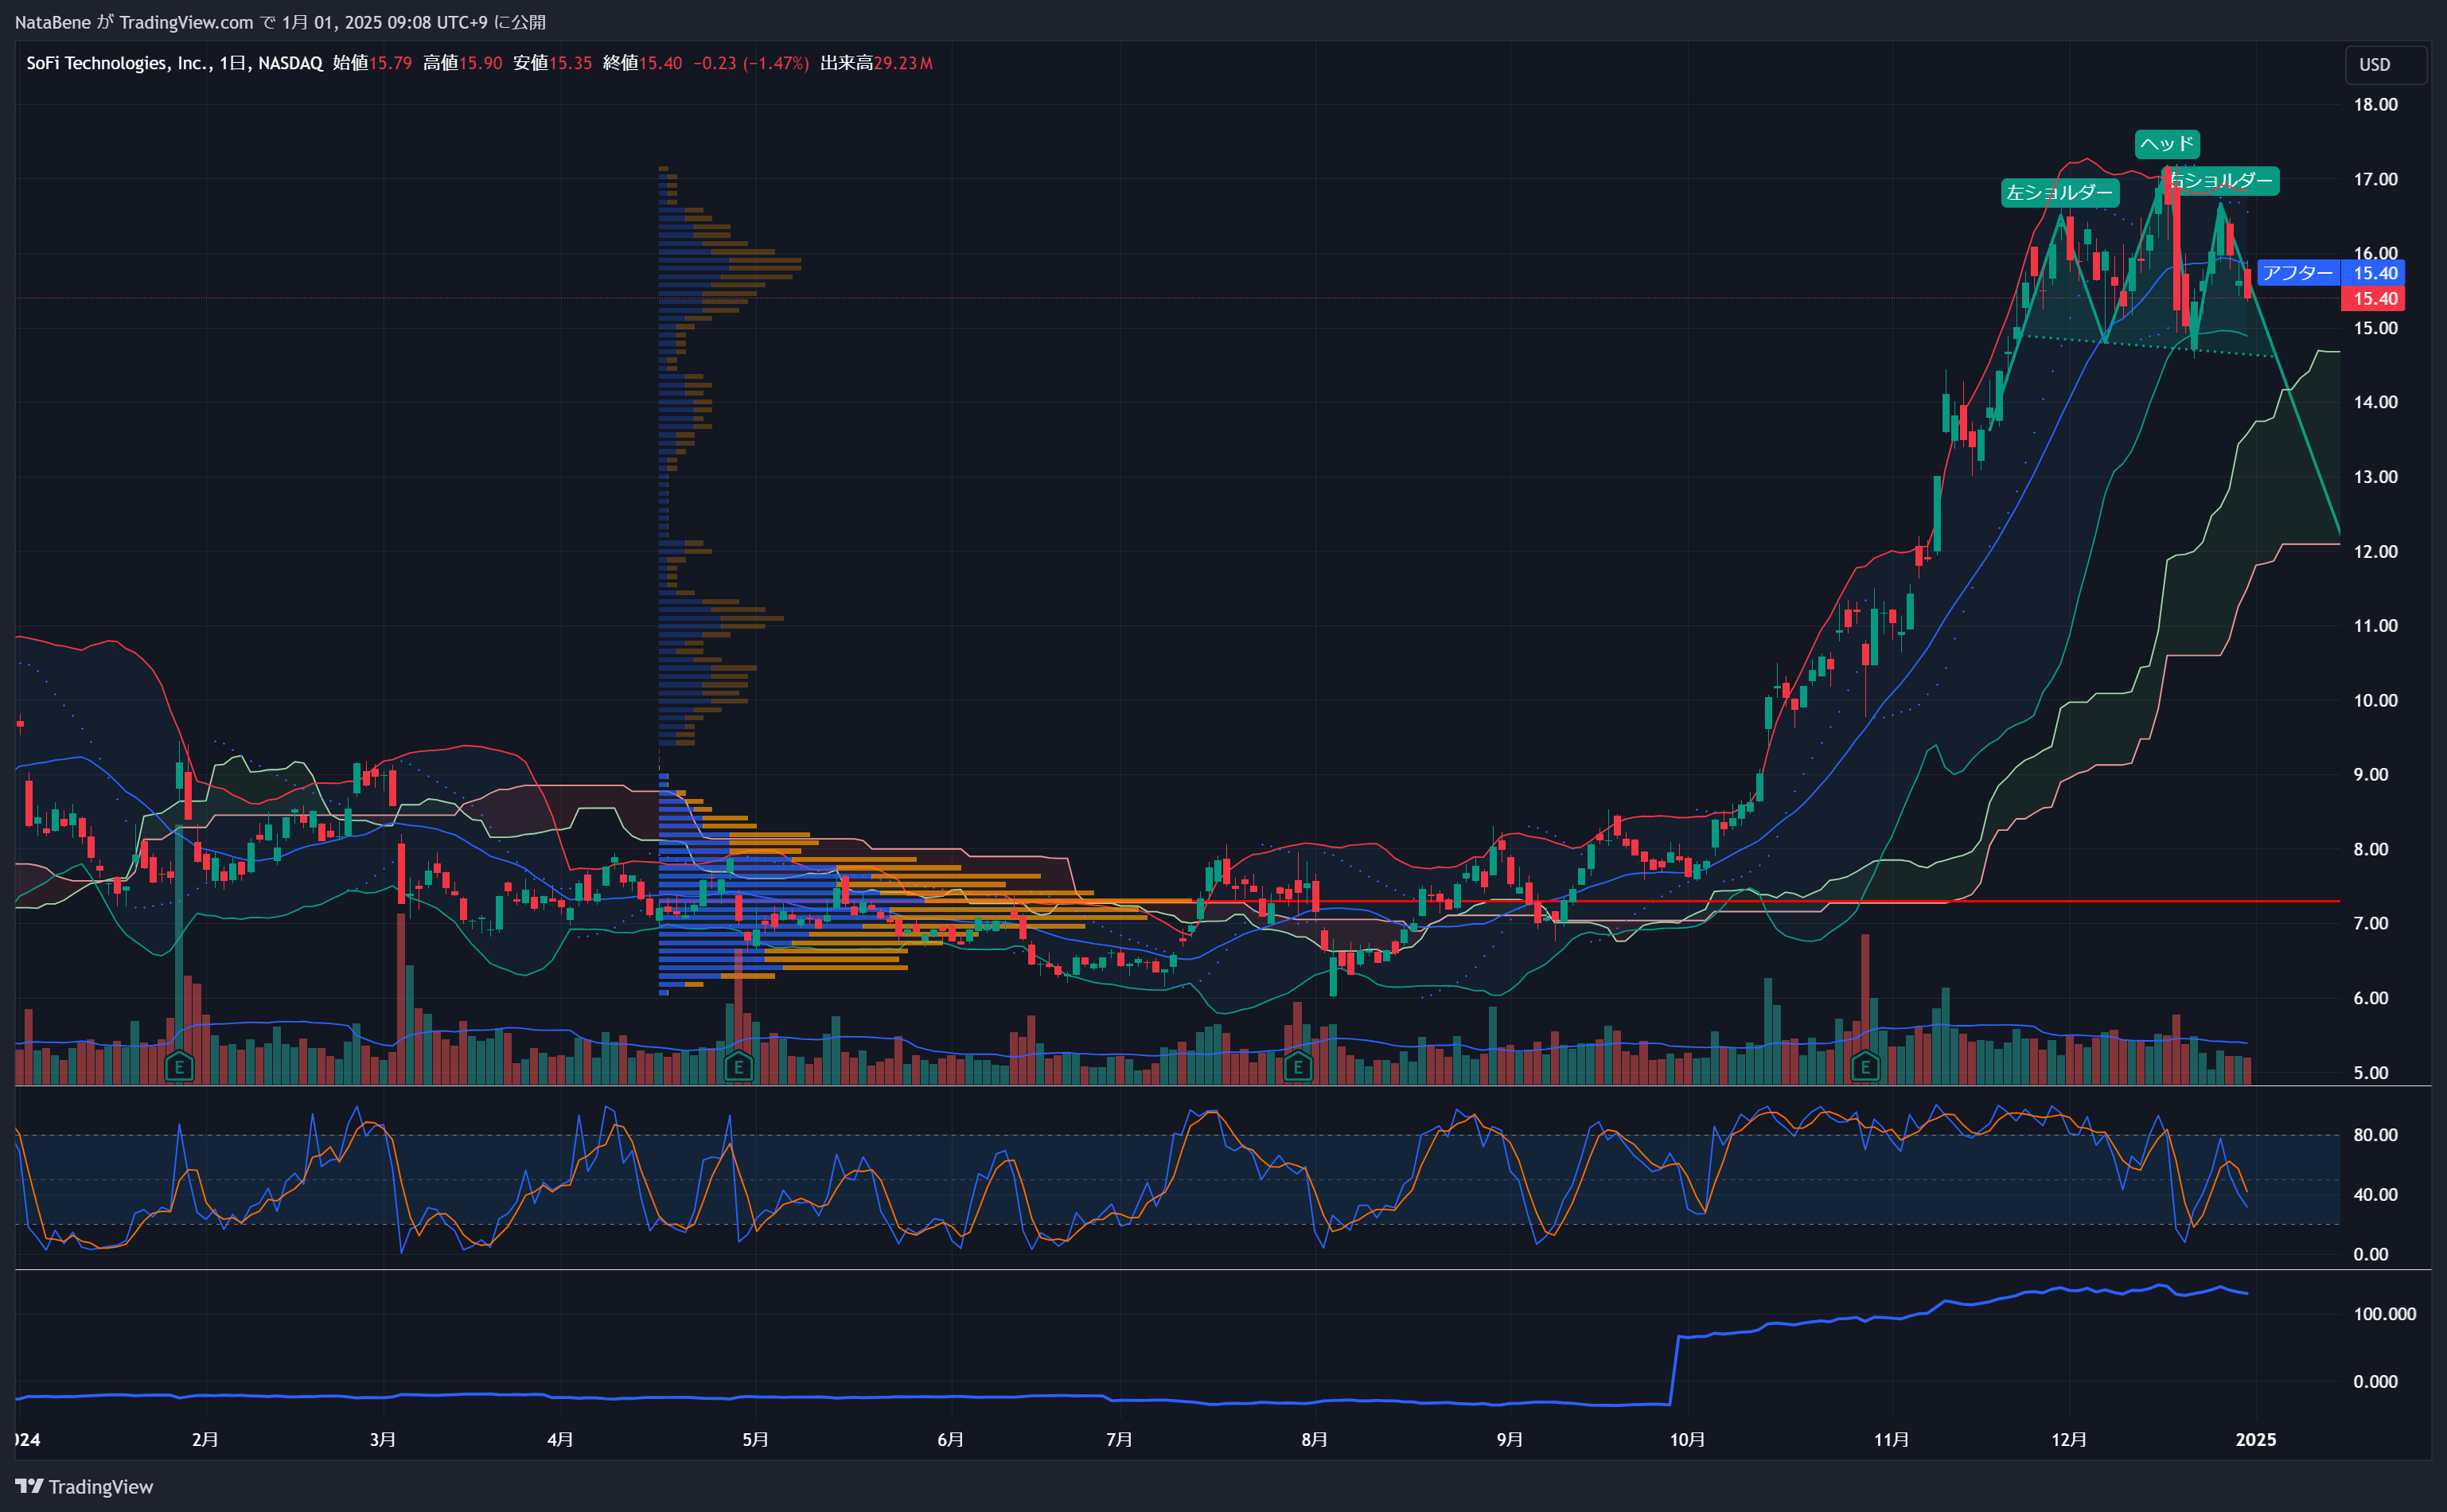 NataBene が TradingView.com で 1月 01, 2025 09:08 UTC+9 に公開
SoFi Technologies, Inc., 1日, NASDAQ 始値15.79 高値15.90 安値15.35 終値15.40 −0.23 (−1.47%) 出来高29.23M
USD
18.00
ヘッド
17.00
左ショルダー
右ショルダー
16.00
アフター 15.40
15.40
15.00
14.00
13.00
12.00
11.00
10.00
9.00
8.00
7.00
6.00
E E E E
5.00
80.00
40.00
0.00
100.000
0.000
024 2月 3月 4月 5月 6月 7月 8月 9月 10月 11月 12月 2025
TradingView